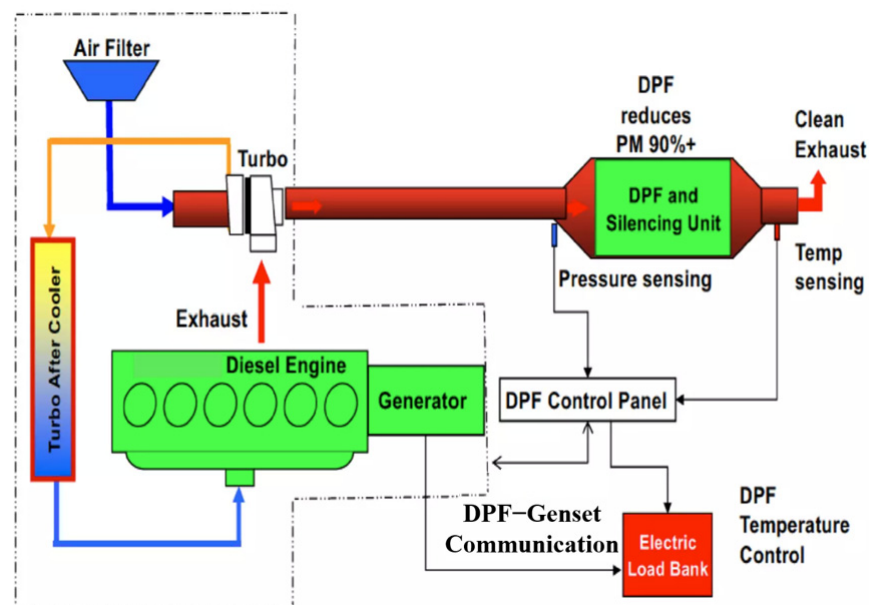 Air Filter
Turbo
DPF
reduces
PM 90%+
Clean
Exhaust
DPF and
Silencing Unit
Pressure sensing
Temp
sensing
Exhaust
Turbo After Cooler
Diesel Engine
Generator
DPF Control Panel
DPF−Genset
Communication
Electric
Load Bank
DPF
Temperature
Control